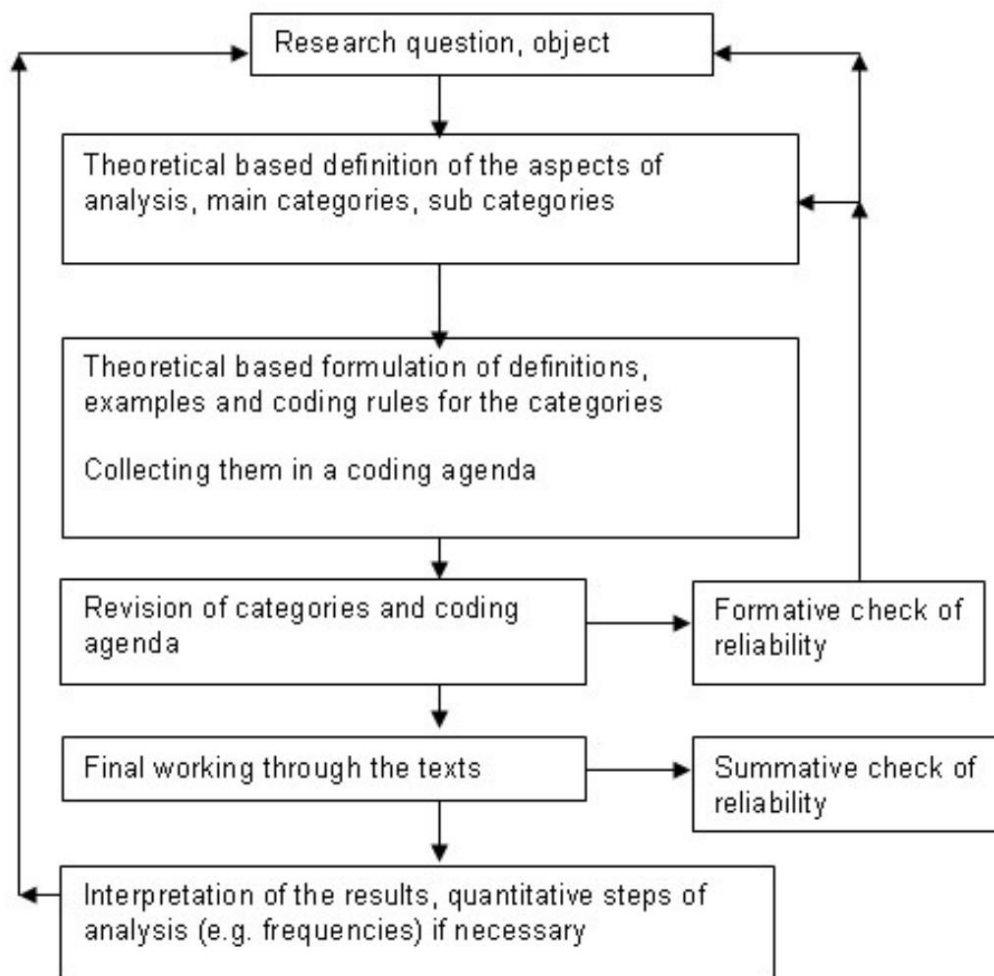 Research question, object
Theoretical based definition of the aspects of
analysis, main categories, sub categories
Theoretical based formulation of definitions,
examples and coding rules for the categories
Collecting them in a coding agenda
Revision of categories and coding
agenda
Formative check of
reliability
Final working through the texts
Summative check of
reliability
Interpretation of the results, quantitative steps of
analysis (e.g. frequencies) if necessary